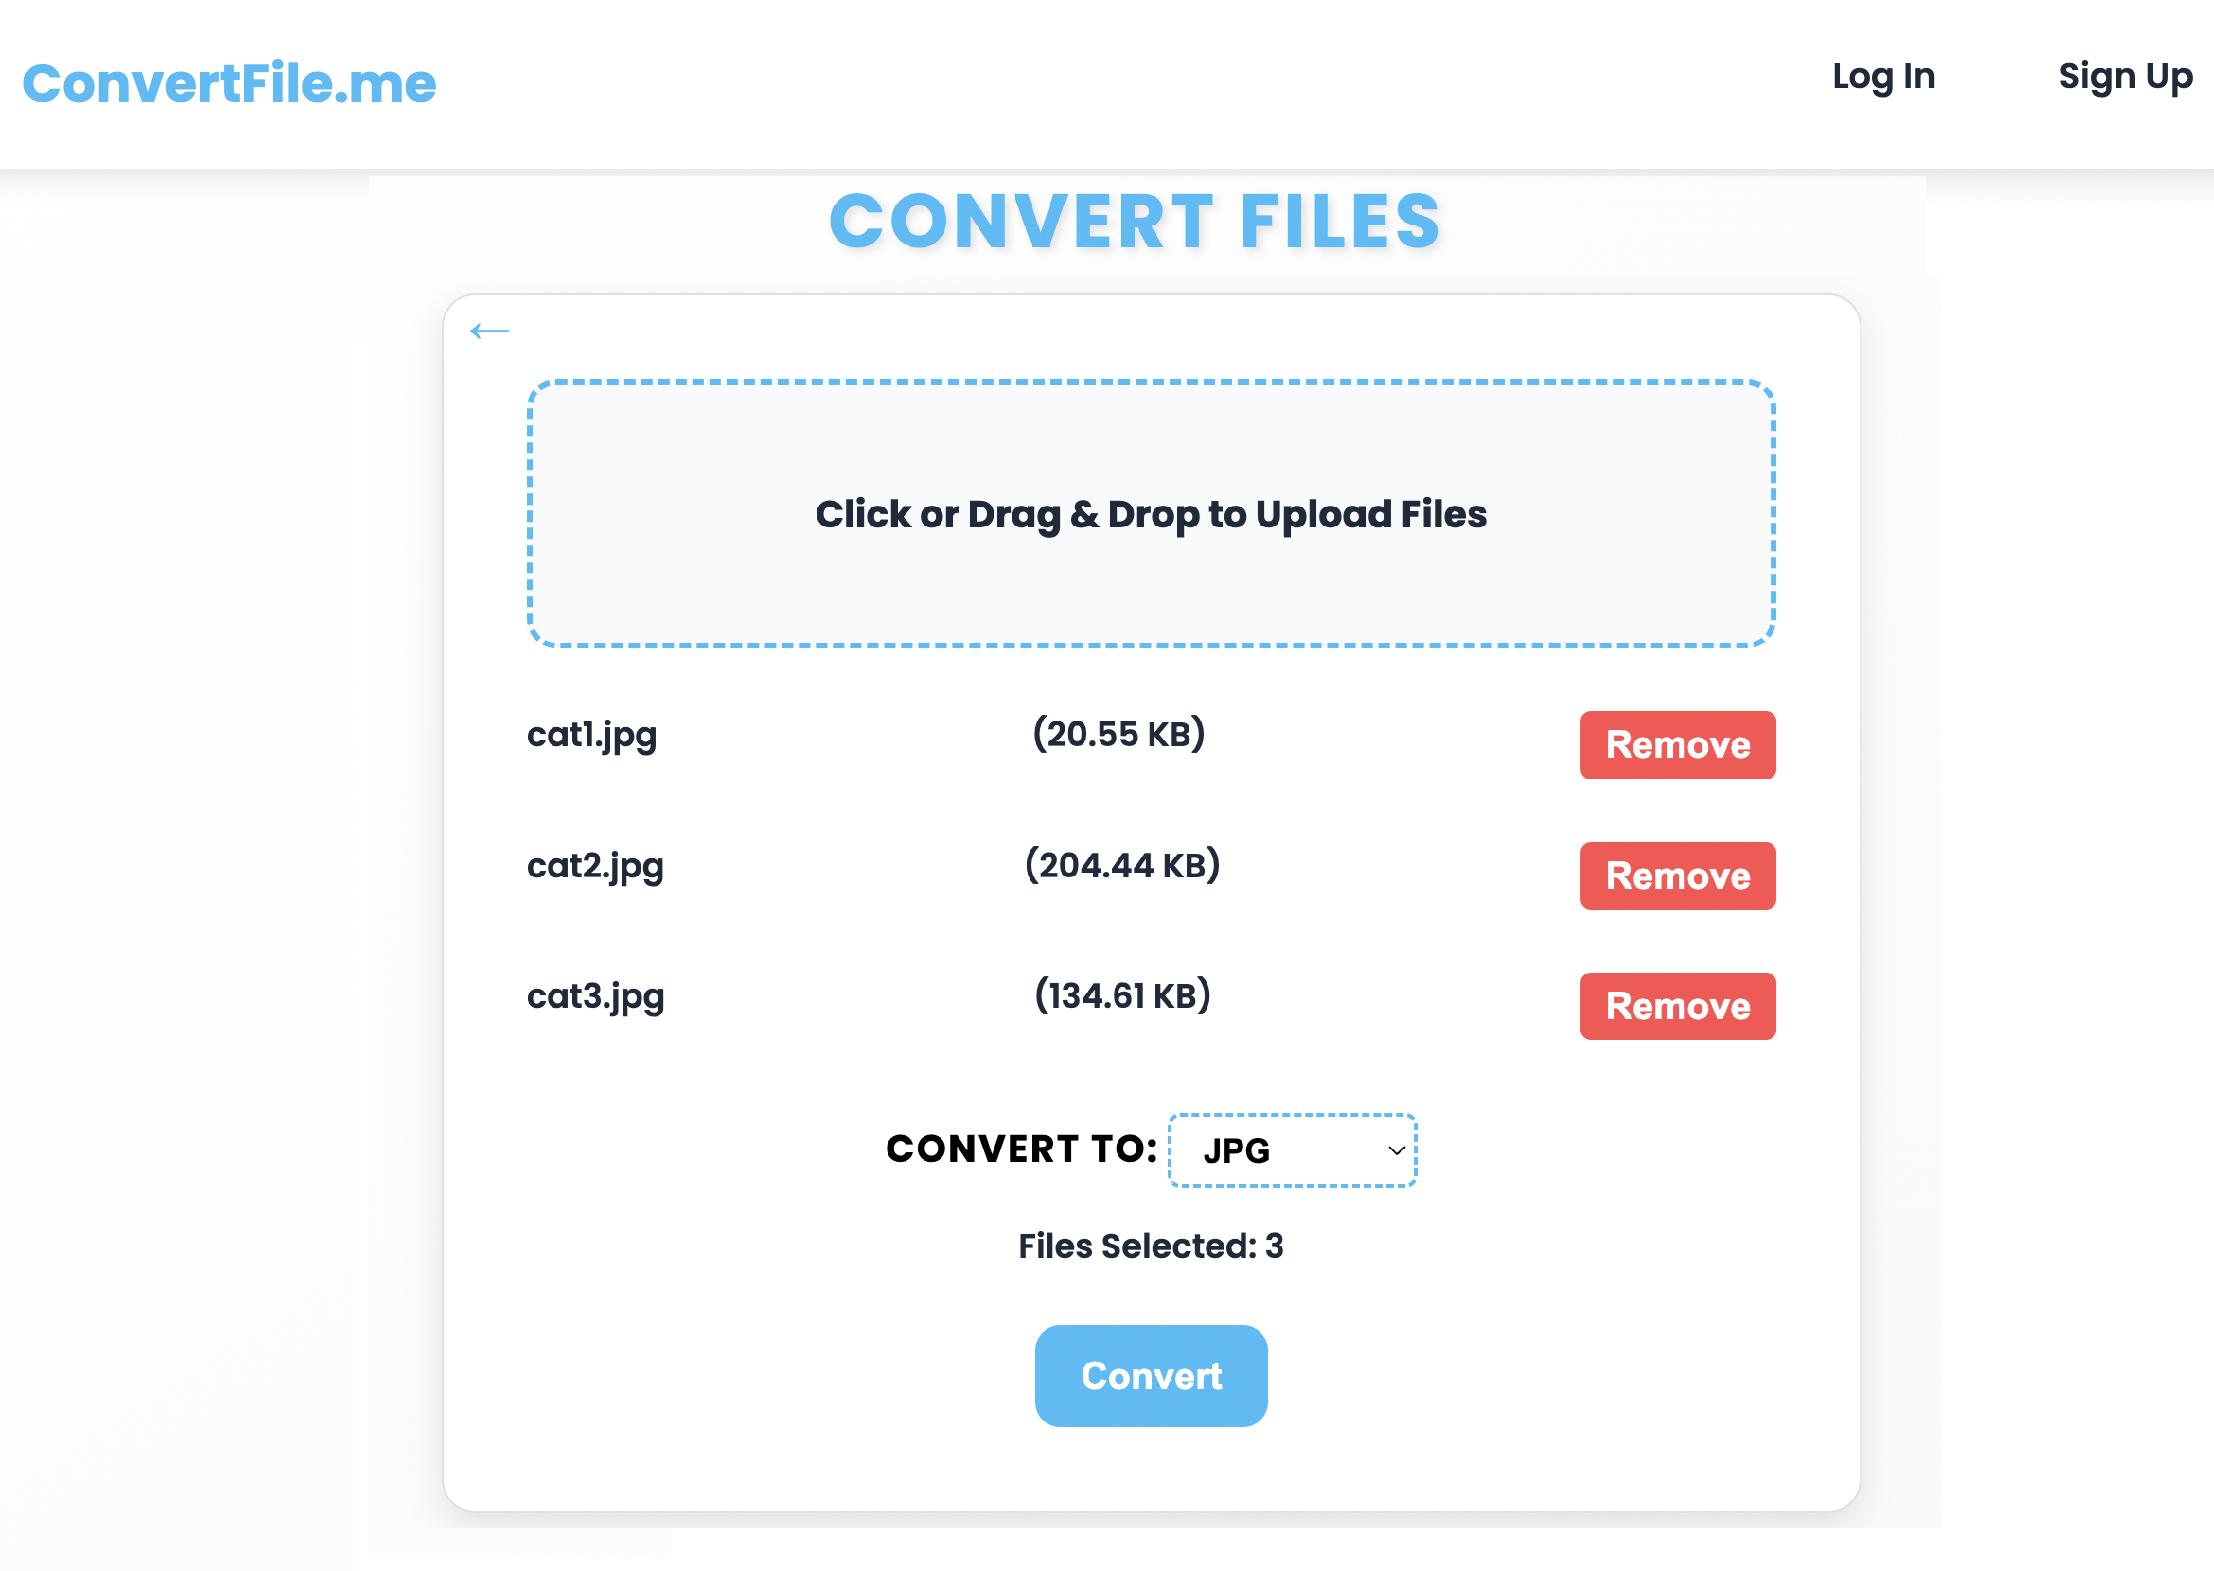 ConvertFile.me
Log In
Sign Up
CONVERT FILES
←
Click or Drag & Drop to Upload Files
cat1.jpg (20.55 KB) Remove
cat2.jpg (204.44 KB) Remove
cat3.jpg (134.61 KB) Remove
CONVERT TO: JPG
Files Selected: 3
Convert